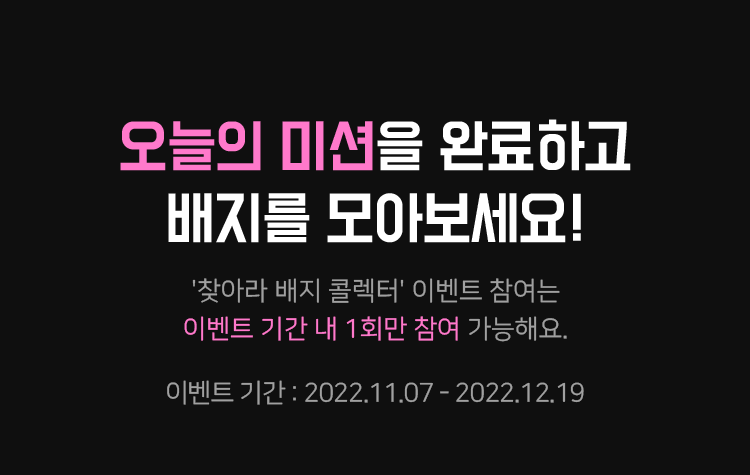 오늘의 미션을 완료하고
배지를 모아보세요!
'찾아라 배지 콜렉터' 이벤트 참여는
이벤트 기간 내 1회만 참여 가능해요.
이벤트 기간 : 2022.11.07 - 2022.12.19